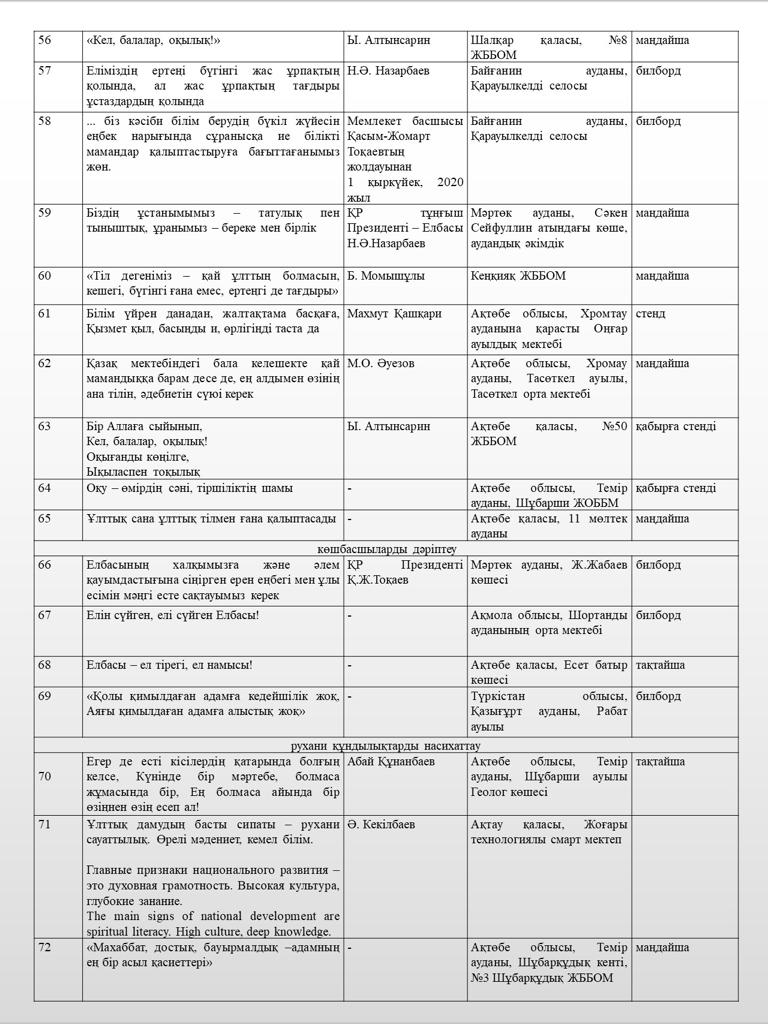 56 «Кел, балалар, оқылық!» Ы. Алтынсарин Шалқар қаласы, №8 маңдайша
ЖББОМ
57 Еліміздің ертеңі бүгінгі жас ұрпақтың Н.Ә. Назарбаев Байғанин ауданы, билборд
қолында, ал жас ұрпақтың тағдыры Қарауылкелді селосы
ұстаздардың қолында
58 ... біз кәсіби білім берудің бүкіл жүйесін Мемлекет басшысы Байғанин ауданы, билборд
еңбек нарығында сұранысқа ие білікті Қасым-Жомарт Қарауылкелді селосы
мамандар қалыптастыруға бағыттағанымыз Тоқаевтың
жөн. жолдауынан
1 қыркүйек, 2020
жыл
59 Біздің ұстанымымыз – татулық пен ҚР тұңғыш Мәртөк ауданы, Сәкен маңдайша
тыныштық, ұранымыз – береке мен бірлік Президенті – Елбасы Сейфуллин атындағы көше,
Н.Ә.Назарбаев аудандық әкімдік
60 «Тіл дегеніміз – қай ұлттың болмасын, Б. Момышұлы Кенқияқ ЖББОМ маңдайша
кешегі, бүгінгі ғана емес, ертеңгі де тағдыры»
61 Білім үйрен данадан, жалтақтама басқаға, Махмут Қашқари Ақтөбе облысы, Хромтау стенд
Қызмет қыл, басыңды и, өрлігіңді таста да ауданына қарасты Оңғар
ауылдық мектебі
62 Қазақ мектебіндегі бала келешекте қай М.О. Әуезов Ақтөбе облысы, Хромау маңдайша
мамандыққа барам десе де, ең алдымен өзінің ауданы, Тасөткел ауылы,
ана тілін, әдебиетін сүюі керек Тасөткел орта мектебі
63 Бір Аллаға сыйынып, Ы. Алтынсарин Ақтөбе қаласы, №50 қабырға стенді
Кел, балалар, оқылық! ЖББОМ
Оқығанды көңілге,
Ықыласпен тоқылық
64 Оқу – өмірдің сәні, тіршіліктің шамы - Ақтөбе облысы, Темір қабырға стенді
ауданы, Шұбарши ЖОББМ
65 Ұлттық сана ұлттық тілмен ғана қалыптасады - Ақтөбе қаласы, 11 мөлтек маңдайша
ауданы
көшбасшыларды дәріптеу
66 Елбасының халқымызға және әлем ҚР Президенті Мәртөк ауданы, Ж.Жабаев билборд
қауымдастығына сіңірген ерен еңбегі мен ұлы Қ.Ж.Тоқаев көшесі
есімін мәңгі есте сақтауымыз керек
67 Елін сүйген, елі сүйген Елбасы! - Ақмола облысы, Шортанды билборд
ауданының орта мектебі
68 Елбасы – ел тірегі, ел намысы! - Ақтөбе қаласы, Есет батыр тақтайша
көшесі
69 «Қолы қимылдаған адамға кедейшілік жоқ, - Түркістан облысы, билборд
Аяғы қимылдаған адамға алыстық жоқ» Қазығұрт ауданы, Рабат
ауылы
рухани құндылықтарды насихаттау
70 Егер де есті кісілердің қатарында болғың Абай Құнанбаев Ақтөбе облысы, Темір тақтайша
келсе, Күнінде бір мәртебе, болмаса ауданы, Шұбарши ауылы
жұмасында бір, Ең болмаса айында бір Геолог көшесі
өзіңнен өзің есеп ал!
71 Ұлттық дамудың басты сипаты – рухани Ә. Кекілбаев Ақтау қаласы, Жоғары
сауаттылық. Өрелі мәдениет, кемел білім. технологиялы смарт мектеп
Главные признаки национального развития –
это духовная грамотность. Высокая культура,
глубокие занание.
The main signs of national development are
spiritual literacy. High culture, deep knowledge.
72 «Махаббат, достық, бауырмалдық –адамның - Ақтөбе облысы, Темір маңдайша
ең бір асыл қасиеттері» ауданы, Шұбарқұдық кенті,
№3 Шұбарқұдық ЖББОМ